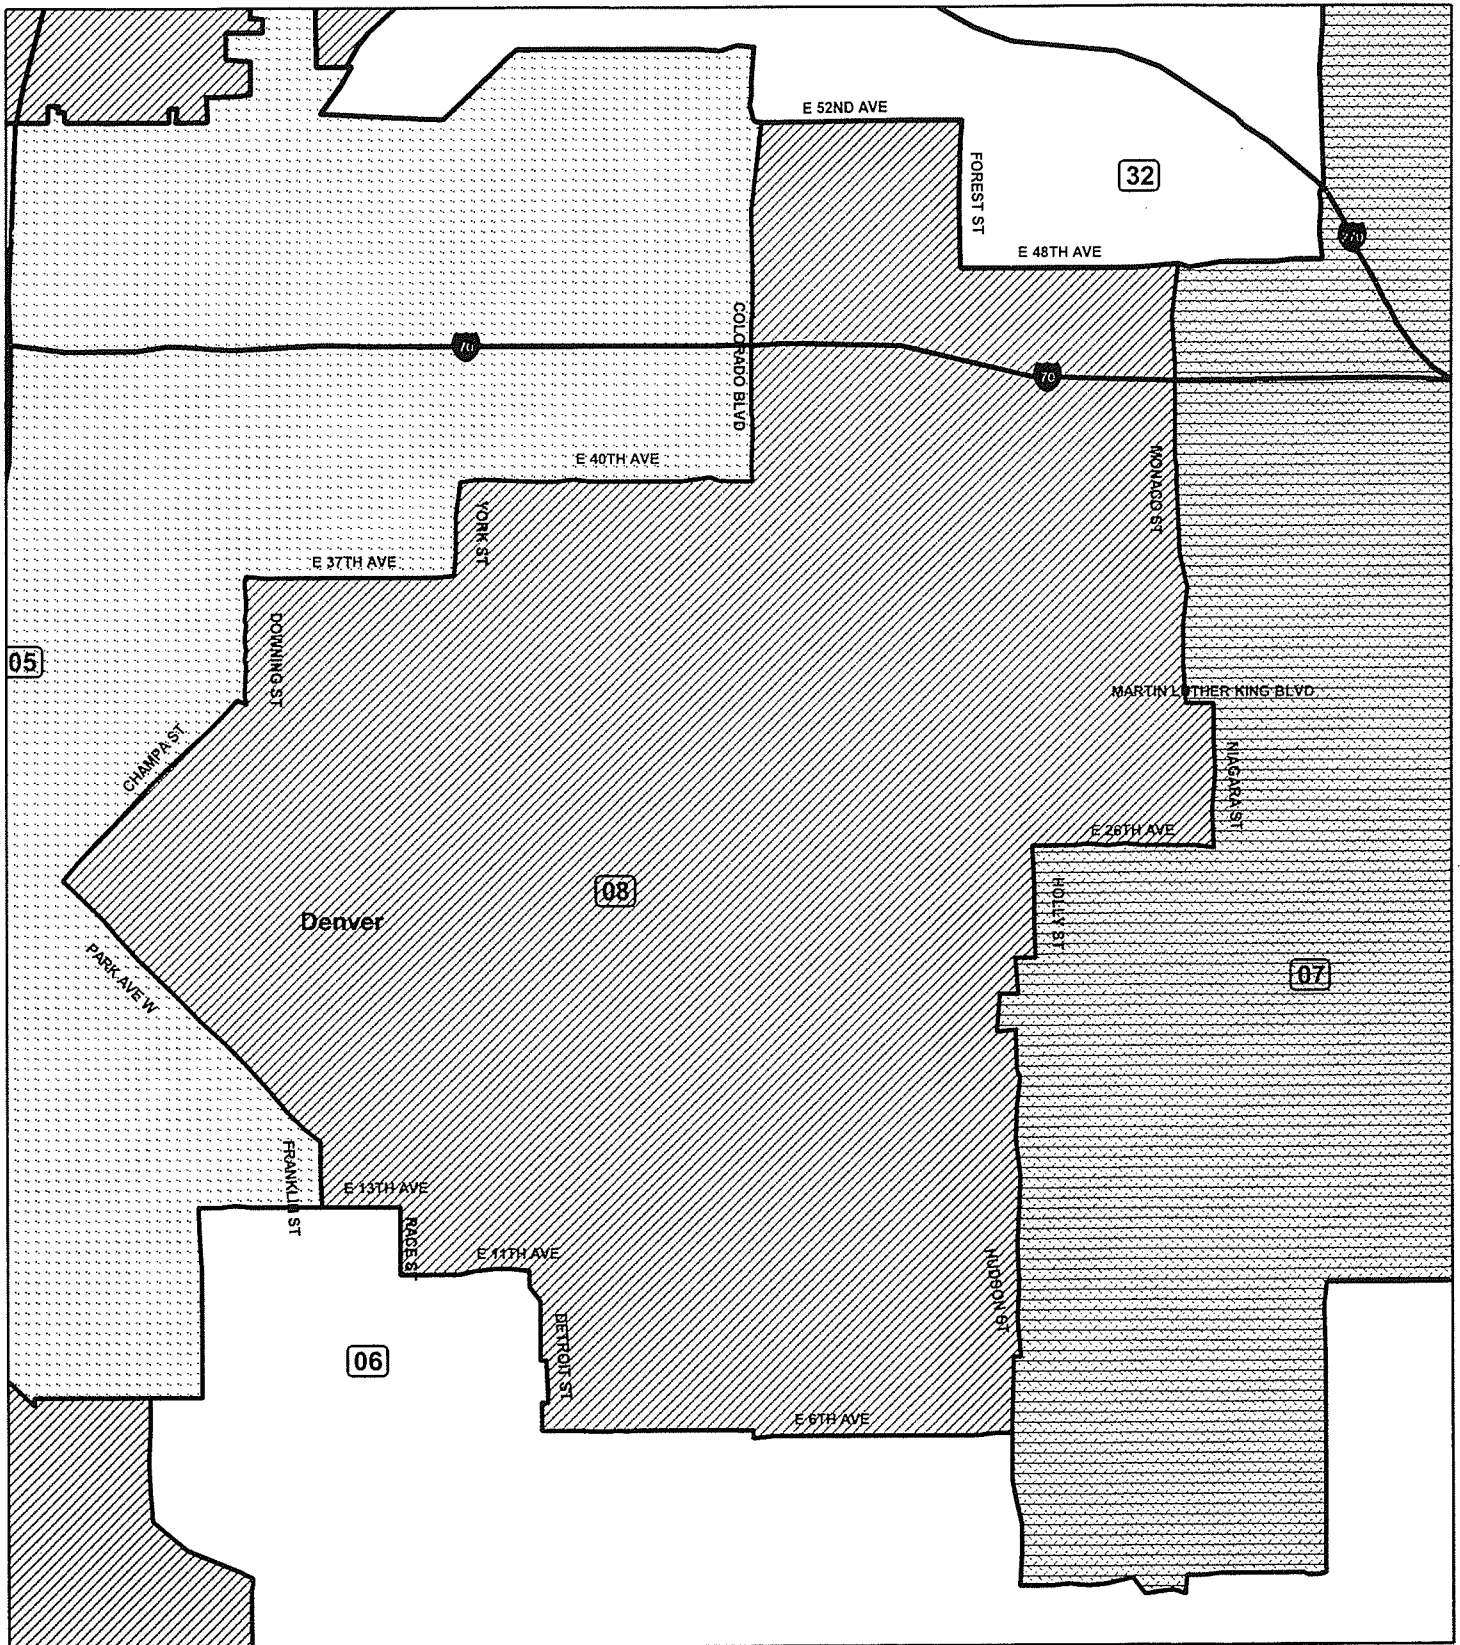 E 52ND AVE
FOREST ST
32
E 48TH AVE
270
COLORADO BLVD
70
70
E 40TH AVE
MONACO ST
YORK ST
E 37TH AVE
DOWNING ST
05
MARTIN LUTHER KING BLVD
CHAMPA ST
NIAGARA ST
E 26TH AVE
08
HOLLY ST
Denver
PARK AVE W
07
FRANKLIN ST
E 13TH AVE
RACE ST
E 11TH AVE
HUDSON ST
DETROIT ST
06
E 6TH AVE